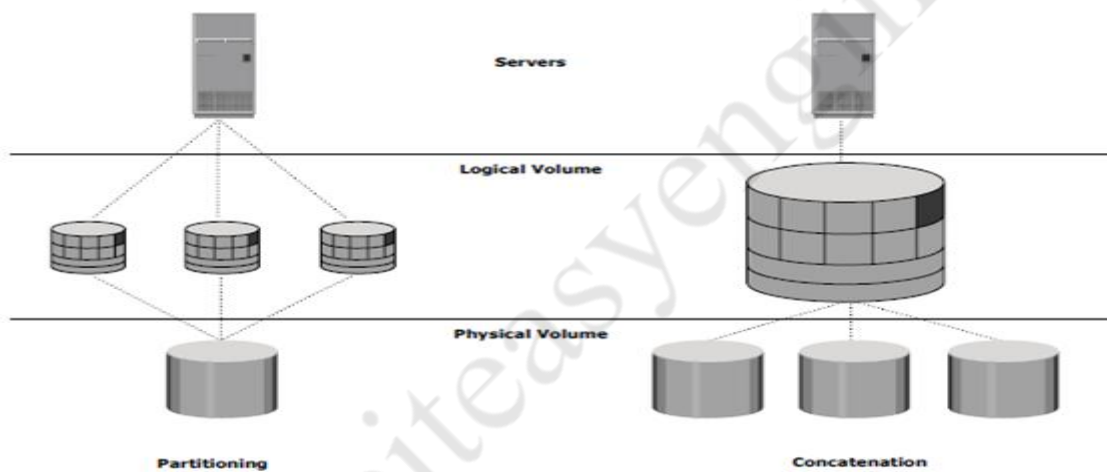 Servers
Logical Volume
Physical Volume
Partitioning
Concatenation